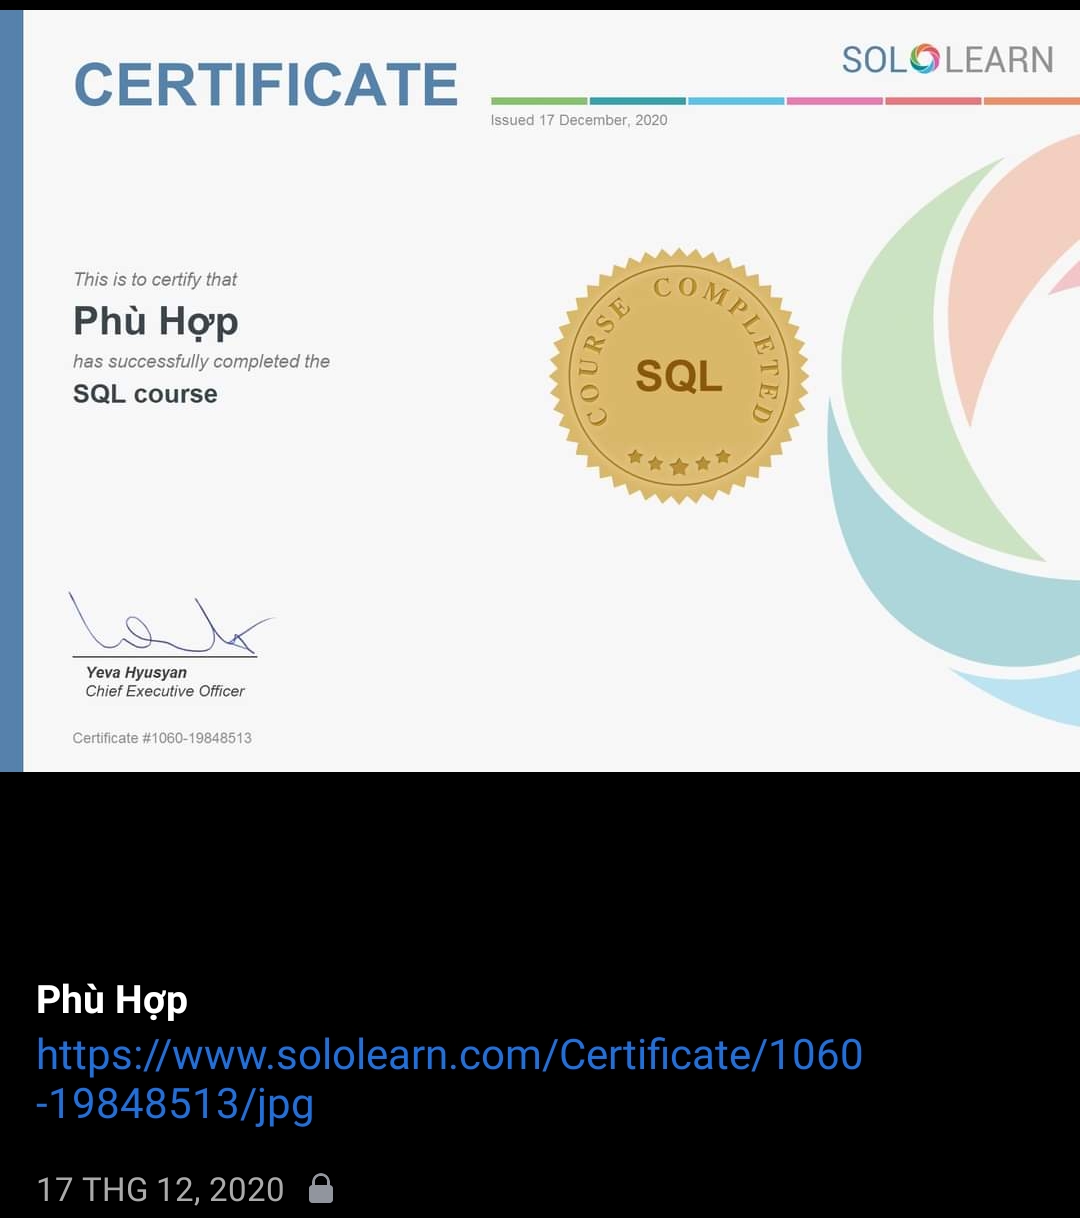 CERTIFICATE
SOLOLEARN
Issued 17 December, 2020
This is to certify that
Phù Hợp
has successfully completed the
SQL course
COURSE COMPLETED
SQL
Yeva Hyusyan
Chief Executive Officer
Certificate #1060-19848513
Phù Hợp
https://www.sololearn.com/Certificate/1060
-19848513/jpg
17 THG 12, 2020